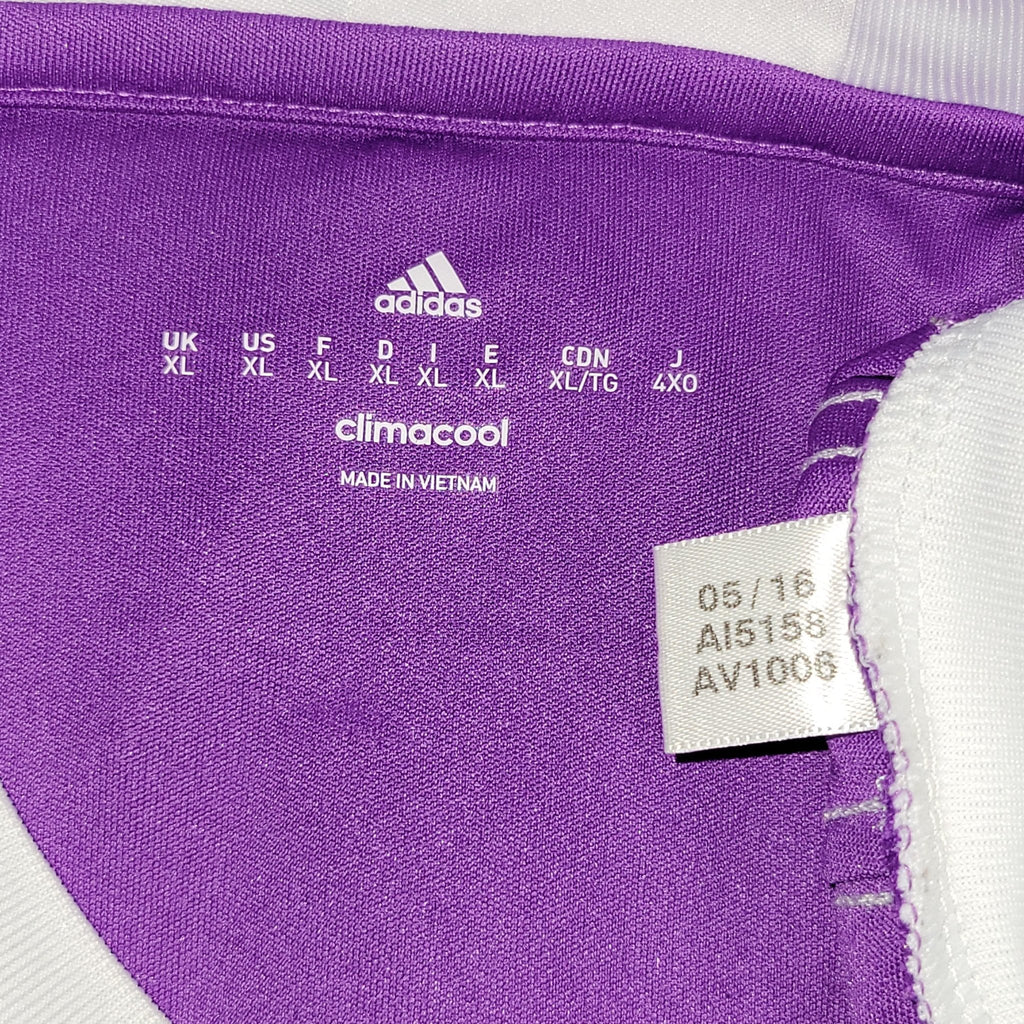 adidas
UK US F D I E CDN J
XL XL XL XL XL XL XL/TG 4XO
climacool
MADE IN VIETNAM
05/16
AI5158
AV1006